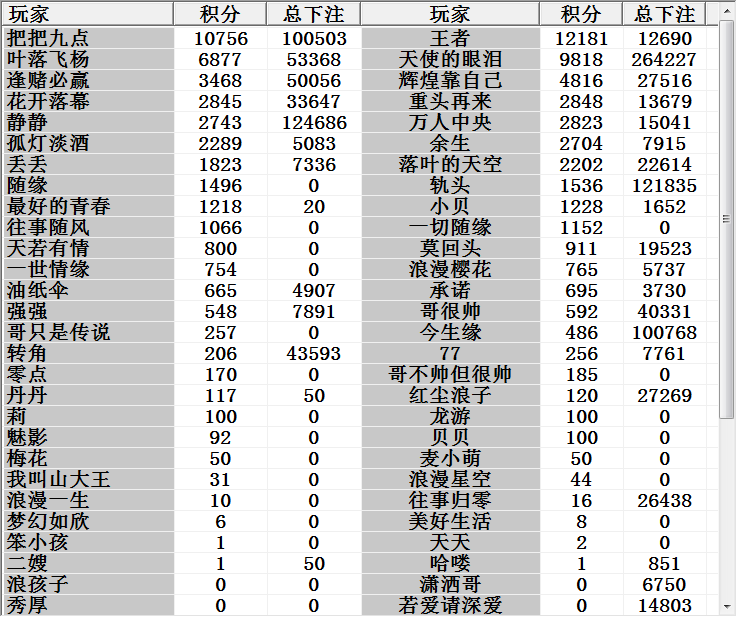 玩家 积分 总下注 玩家 积分 总下注
把把九点 10756 100503 王者 12181 12690
叶落飞杨 6877 53368 天使的眼泪 9818 264227
逢赌必赢 3468 50056 辉煌靠自己 4816 27516
花开落幕 2845 33647 重头再来 2848 13679
静静 2743 124686 万人中央 2823 15041
孤灯淡酒 2289 5083 余生 2704 7915
丢丢 1823 7336 落叶的天空 2202 22614
随缘 1496 0 轨头 1536 121835
最好的青春 1218 20 小贝 1228 1652
往事随风 1066 0 一切随缘 1152 0
天若有情 800 0 莫回头 911 19523
一世情缘 754 0 浪漫樱花 765 5737
油纸伞 665 4907 承诺 695 3730
强强 548 7891 哥很帅 592 40331
哥只是传说 257 0 今生缘 486 100768
转角 206 43593 77 256 7761
零点 170 0 哥不帅但很帅 185 0
丹丹 117 50 红尘浪子 120 27269
莉 100 0 龙游 100 0
魅影 92 0 贝贝 100 0
梅花 50 0 麦小萌 50 0
我叫山大王 31 0 浪漫星空 44 0
浪漫一生 10 0 往事归零 16 26438
梦幻如欣 6 0 美好生活 8 0
笨小孩 1 0 天天 2 0
二嫂 1 50 哈喽 1 851
浪孩子 0 0 潇洒哥 0 6750
秀厚 0 0 若爱请深爱 0 14803